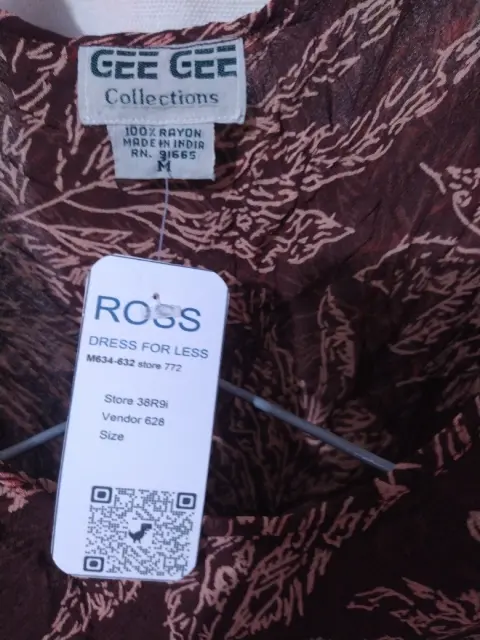 GEE GEE
Collections
100% RAYON
MADE IN INDIA
RN. 91665
M
ROSS
DRESS FOR LESS
M634-632 store 772
Store 38R9i
Vendor 628
Size